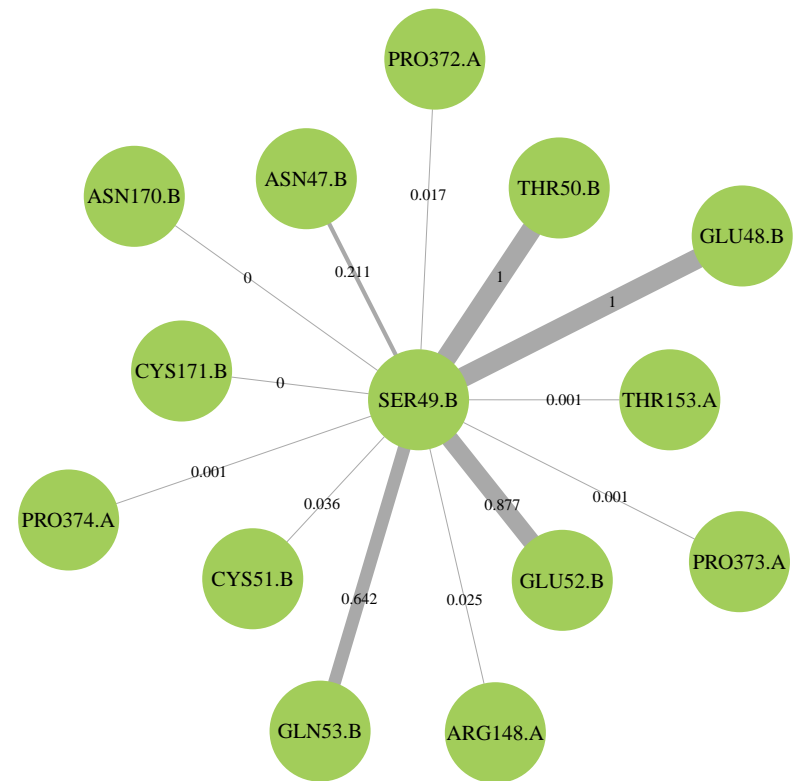 PRO372.A
ASN47.B
THR50.B
ASN170.B
0.017
GLU48.B
0.211
0
1
1
CYS171.B
0
SER49.B
0.001
THR153.A
0.001
0.036
0.877
0.001
PRO374.A
CYS51.B
GLU52.B
PRO373.A
0.642
0.025
GLN53.B
ARG148.A